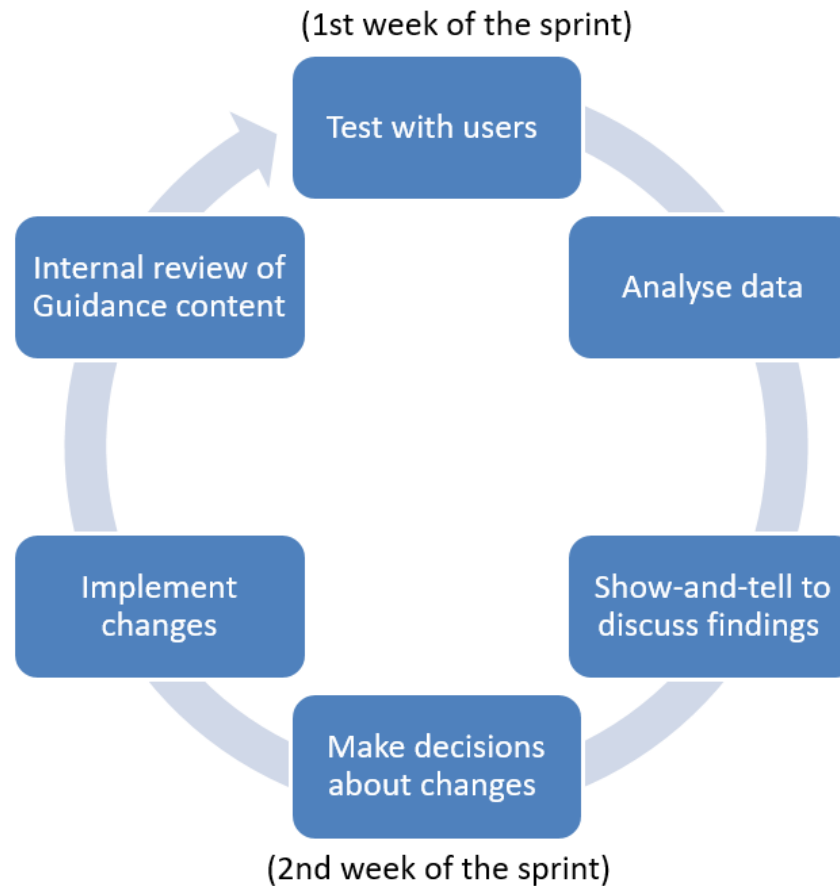 (1st week of the sprint)
Test with users
Analyse data
Show-and-tell to
discuss findings
Make decisions
about changes
(2nd week of the sprint)
Implement
changes
Internal review of
Guidance content